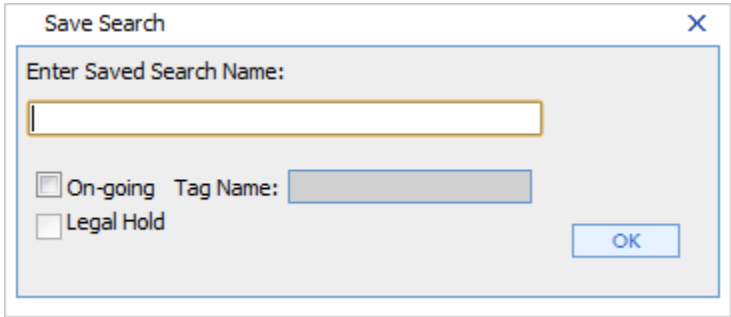 Save Search
Enter Saved Search Name:
On-going Tag Name:
Legal Hold
OK